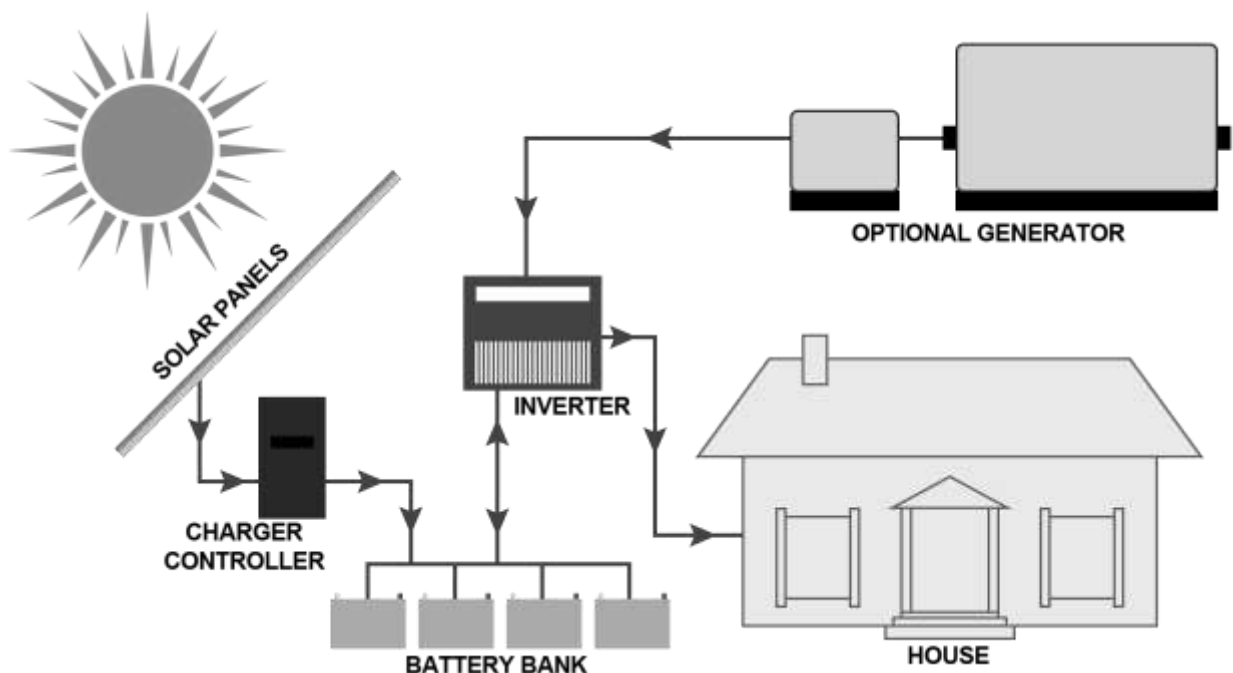 OPTIONAL GENERATOR
SOLAR PANELS
INVERTER
CHARGER
CONTROLLER
BATTERY BANK
HOUSE